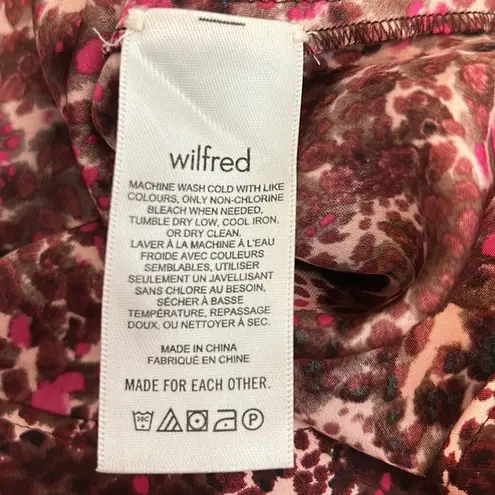 wilfred
MACHINE WASH COLD WITH LIKE
COLOURS, ONLY NON-CHLORINE
BLEACH WHEN NEEDED,
TUMBLE DRY LOW, COOL IRON,
OR DRY CLEAN.
LAVER À LA MACHINE À L'EAU
FROIDE AVEC COULEURS
SEMBLABLES, UTILISER
SEULEMENT UN JAVELLISANT
SANS CHLORE AU BESOIN,
SÉCHER À BASSE
TEMPÉRATURE, REPASSAGE
DOUX, OU NETTOYER À SEC.
MADE IN CHINA
FABRIQUÉ EN CHINE
MADE FOR EACH OTHER.
30C P